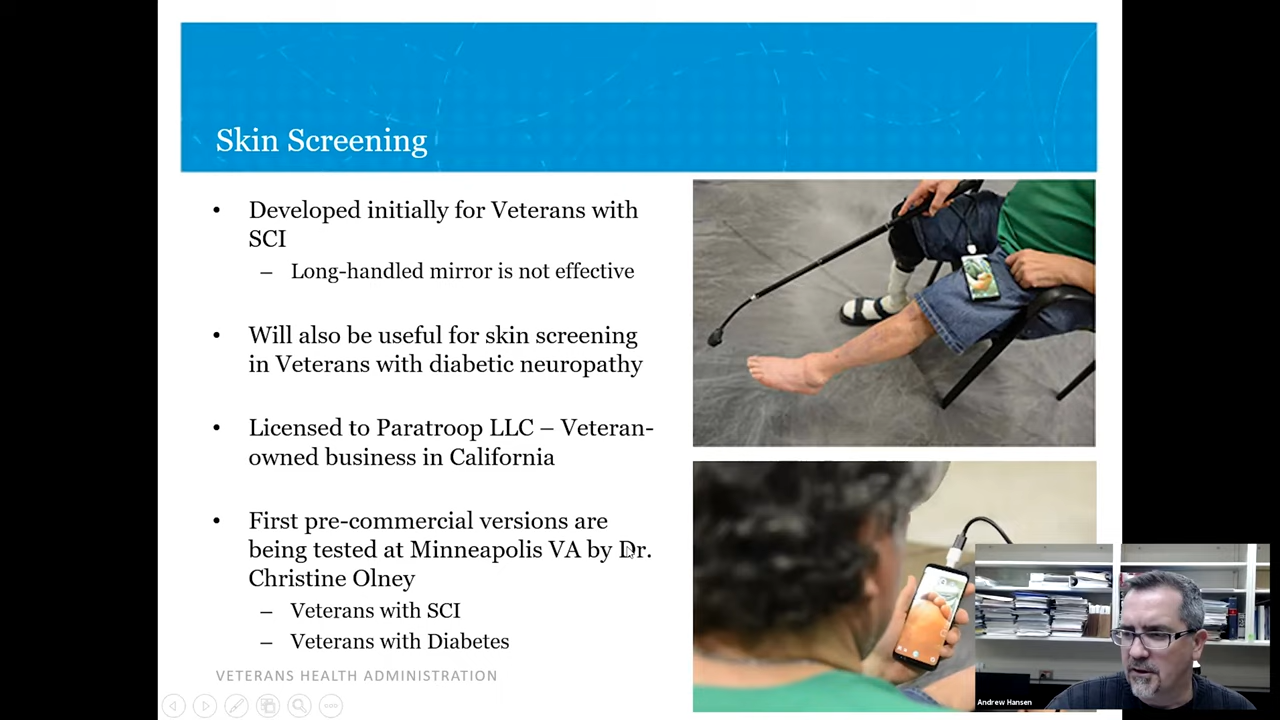 Skin Screening
• Developed initially for Veterans with
SCI
– Long-handled mirror is not effective
• Will also be useful for skin screening
in Veterans with diabetic neuropathy
• Licensed to Paratroop LLC – Veteran-
owned business in California
• First pre-commercial versions are
being tested at Minneapolis VA by Dr.
Christine Olney
– Veterans with SCI
– Veterans with Diabetes
VETERANS HEALTH ADMINISTRATION
Andrew Hansen